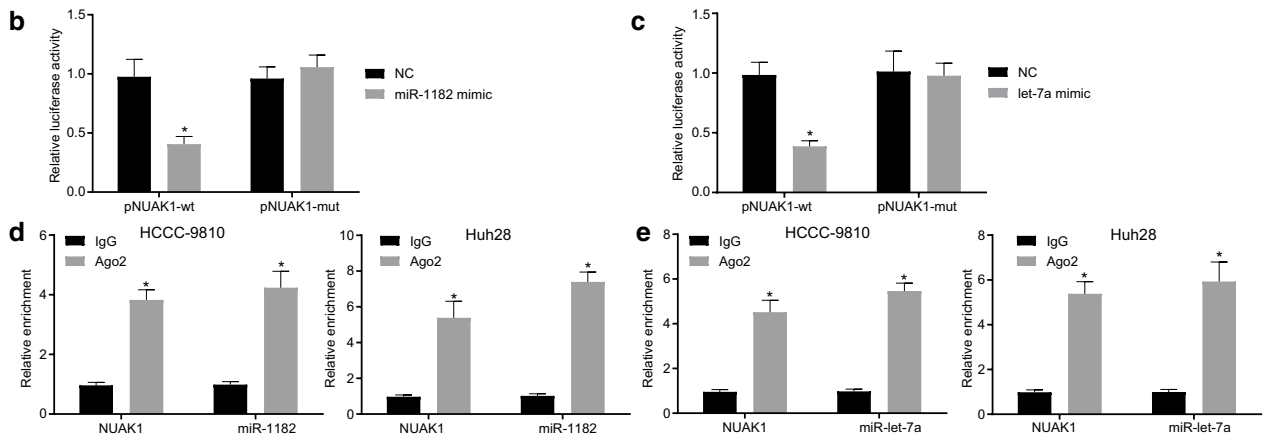 b
Relative luciferase activity
1.5
1.0
0.5
0.0
*
NC
miR-1182 mimic
pNUAK1-wt
pNUAK1-mut
c
Relative luciferase activity
1.5
1.0
0.5
0.0
*
NC
let-7a mimic
pNUAK1-wt
pNUAK1-mut
d
HCCC-9810
IgG
Ago2
Relative enrichment
6
4
2
0
*
*
NUAK1
miR-1182
Huh28
IgG
Ago2
Relative enrichment
10
8
6
4
2
0
*
*
NUAK1
miR-1182
e
HCCC-9810
IgG
Ago2
Relative enrichment
8
6
4
2
0
*
*
NUAK1
miR-let-7a
Huh28
IgG
Ago2
Relative enrichment
8
6
4
2
0
*
*
NUAK1
miR-let-7a